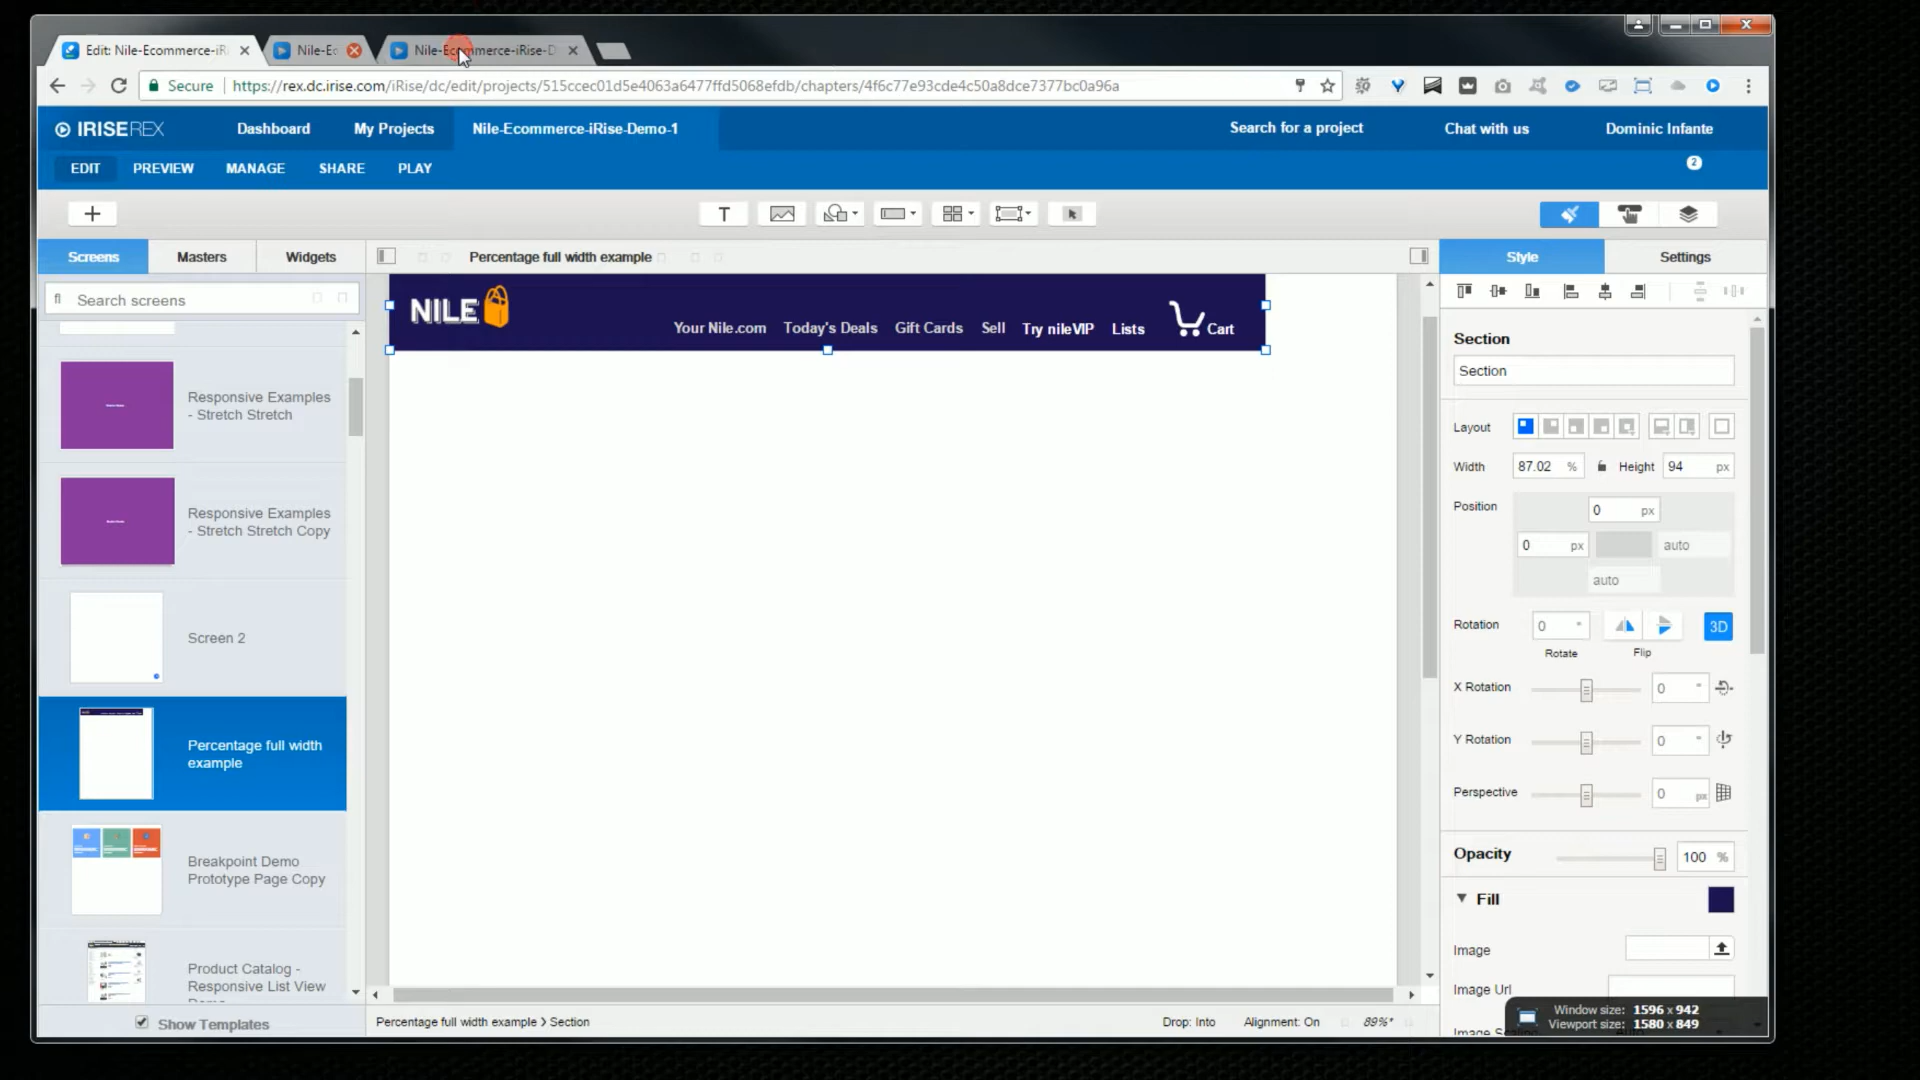 Edit: Nile-Ecommerce-iR
Nile-Ec
Nile-Ecommerce-iRise-D
Secure
https://rex.dc.irise.com/iRise/dc/edit/projects/515ccec01d5e4063a6477ffd5068efdb/chapters/4f6c77e93cde4c50a8dce7377bc0a96a
IRISEREX
Dashboard
My Projects
Nile-Ecommerce-iRise-Demo-1
Search for a project
Chat with us
Dominic Infante
EDIT
PREVIEW
MANAGE
SHARE
PLAY
2
T
Screens
Masters
Widgets
Percentage full width example
Style
Settings
Search screens
NILE
Your Nile.com
Today's Deals
Gift Cards
Sell
Try nileVIP
Lists
Cart
Responsive Examples
- Stretch Stretch
Responsive Examples
- Stretch Stretch Copy
Screen 2
Percentage full width
example
Breakpoint Demo
Prototype Page Copy
Product Catalog -
Responsive List View
Show Templates
Section
Section
Layout
Width
87.02 %
Height
94 px
Position
0 px
0 px
auto
auto
Rotation
0 °
3D
Rotate
Flip
X Rotation
0 °
Y Rotation
0 °
Perspective
0 px
Opacity
100 %
Fill
Image
Image Url
Window size: 1596 x 942
Viewport size: 1580 x 849
Percentage full width example > Section
Drop: Into
Alignment: On
89%*